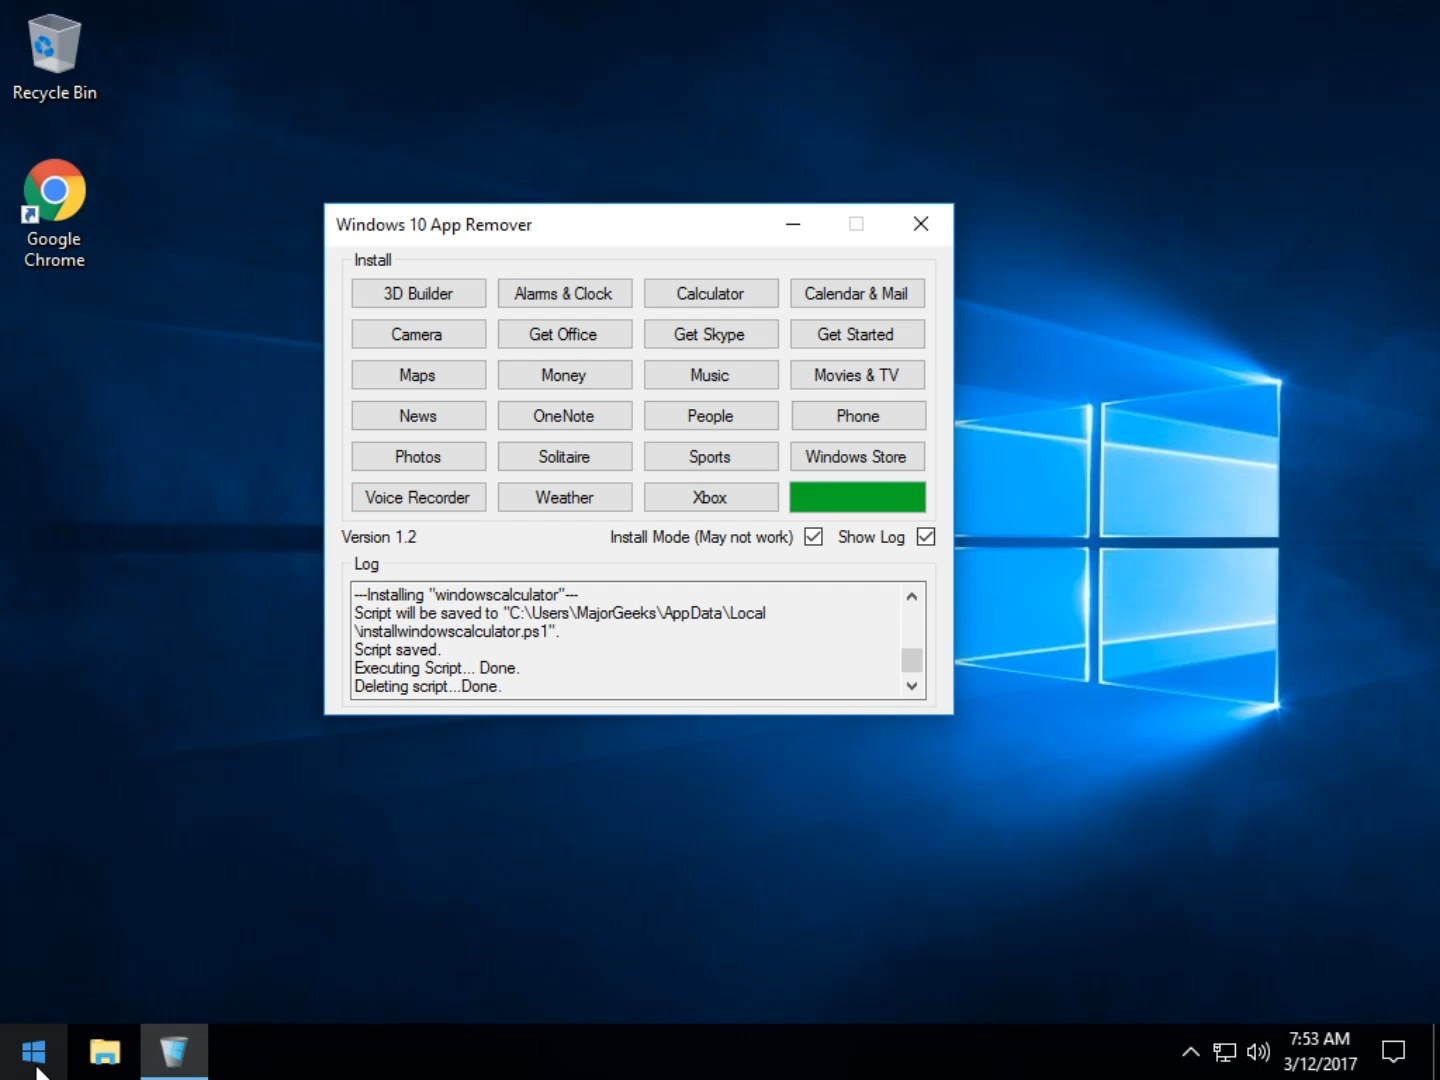 Recycle Bin
Google
Chrome
Windows 10 App Remover
Install
3D Builder
Alarms & Clock
Calculator
Calendar & Mail
Camera
Get Office
Get Skype
Get Started
Maps
Money
Music
Movies & TV
News
OneNote
People
Phone
Photos
Solitaire
Sports
Windows Store
Voice Recorder
Weather
Xbox
Version 1.2
Install Mode (May not work)
Show Log
Log
---Installing "windowscalculator"---
Script will be saved to "C:\Users\MajorGeeks\AppData\Local
\installwindowscalculator.ps1".
Script saved.
Executing Script... Done.
Deleting script...Done.
7:53 AM
3/12/2017